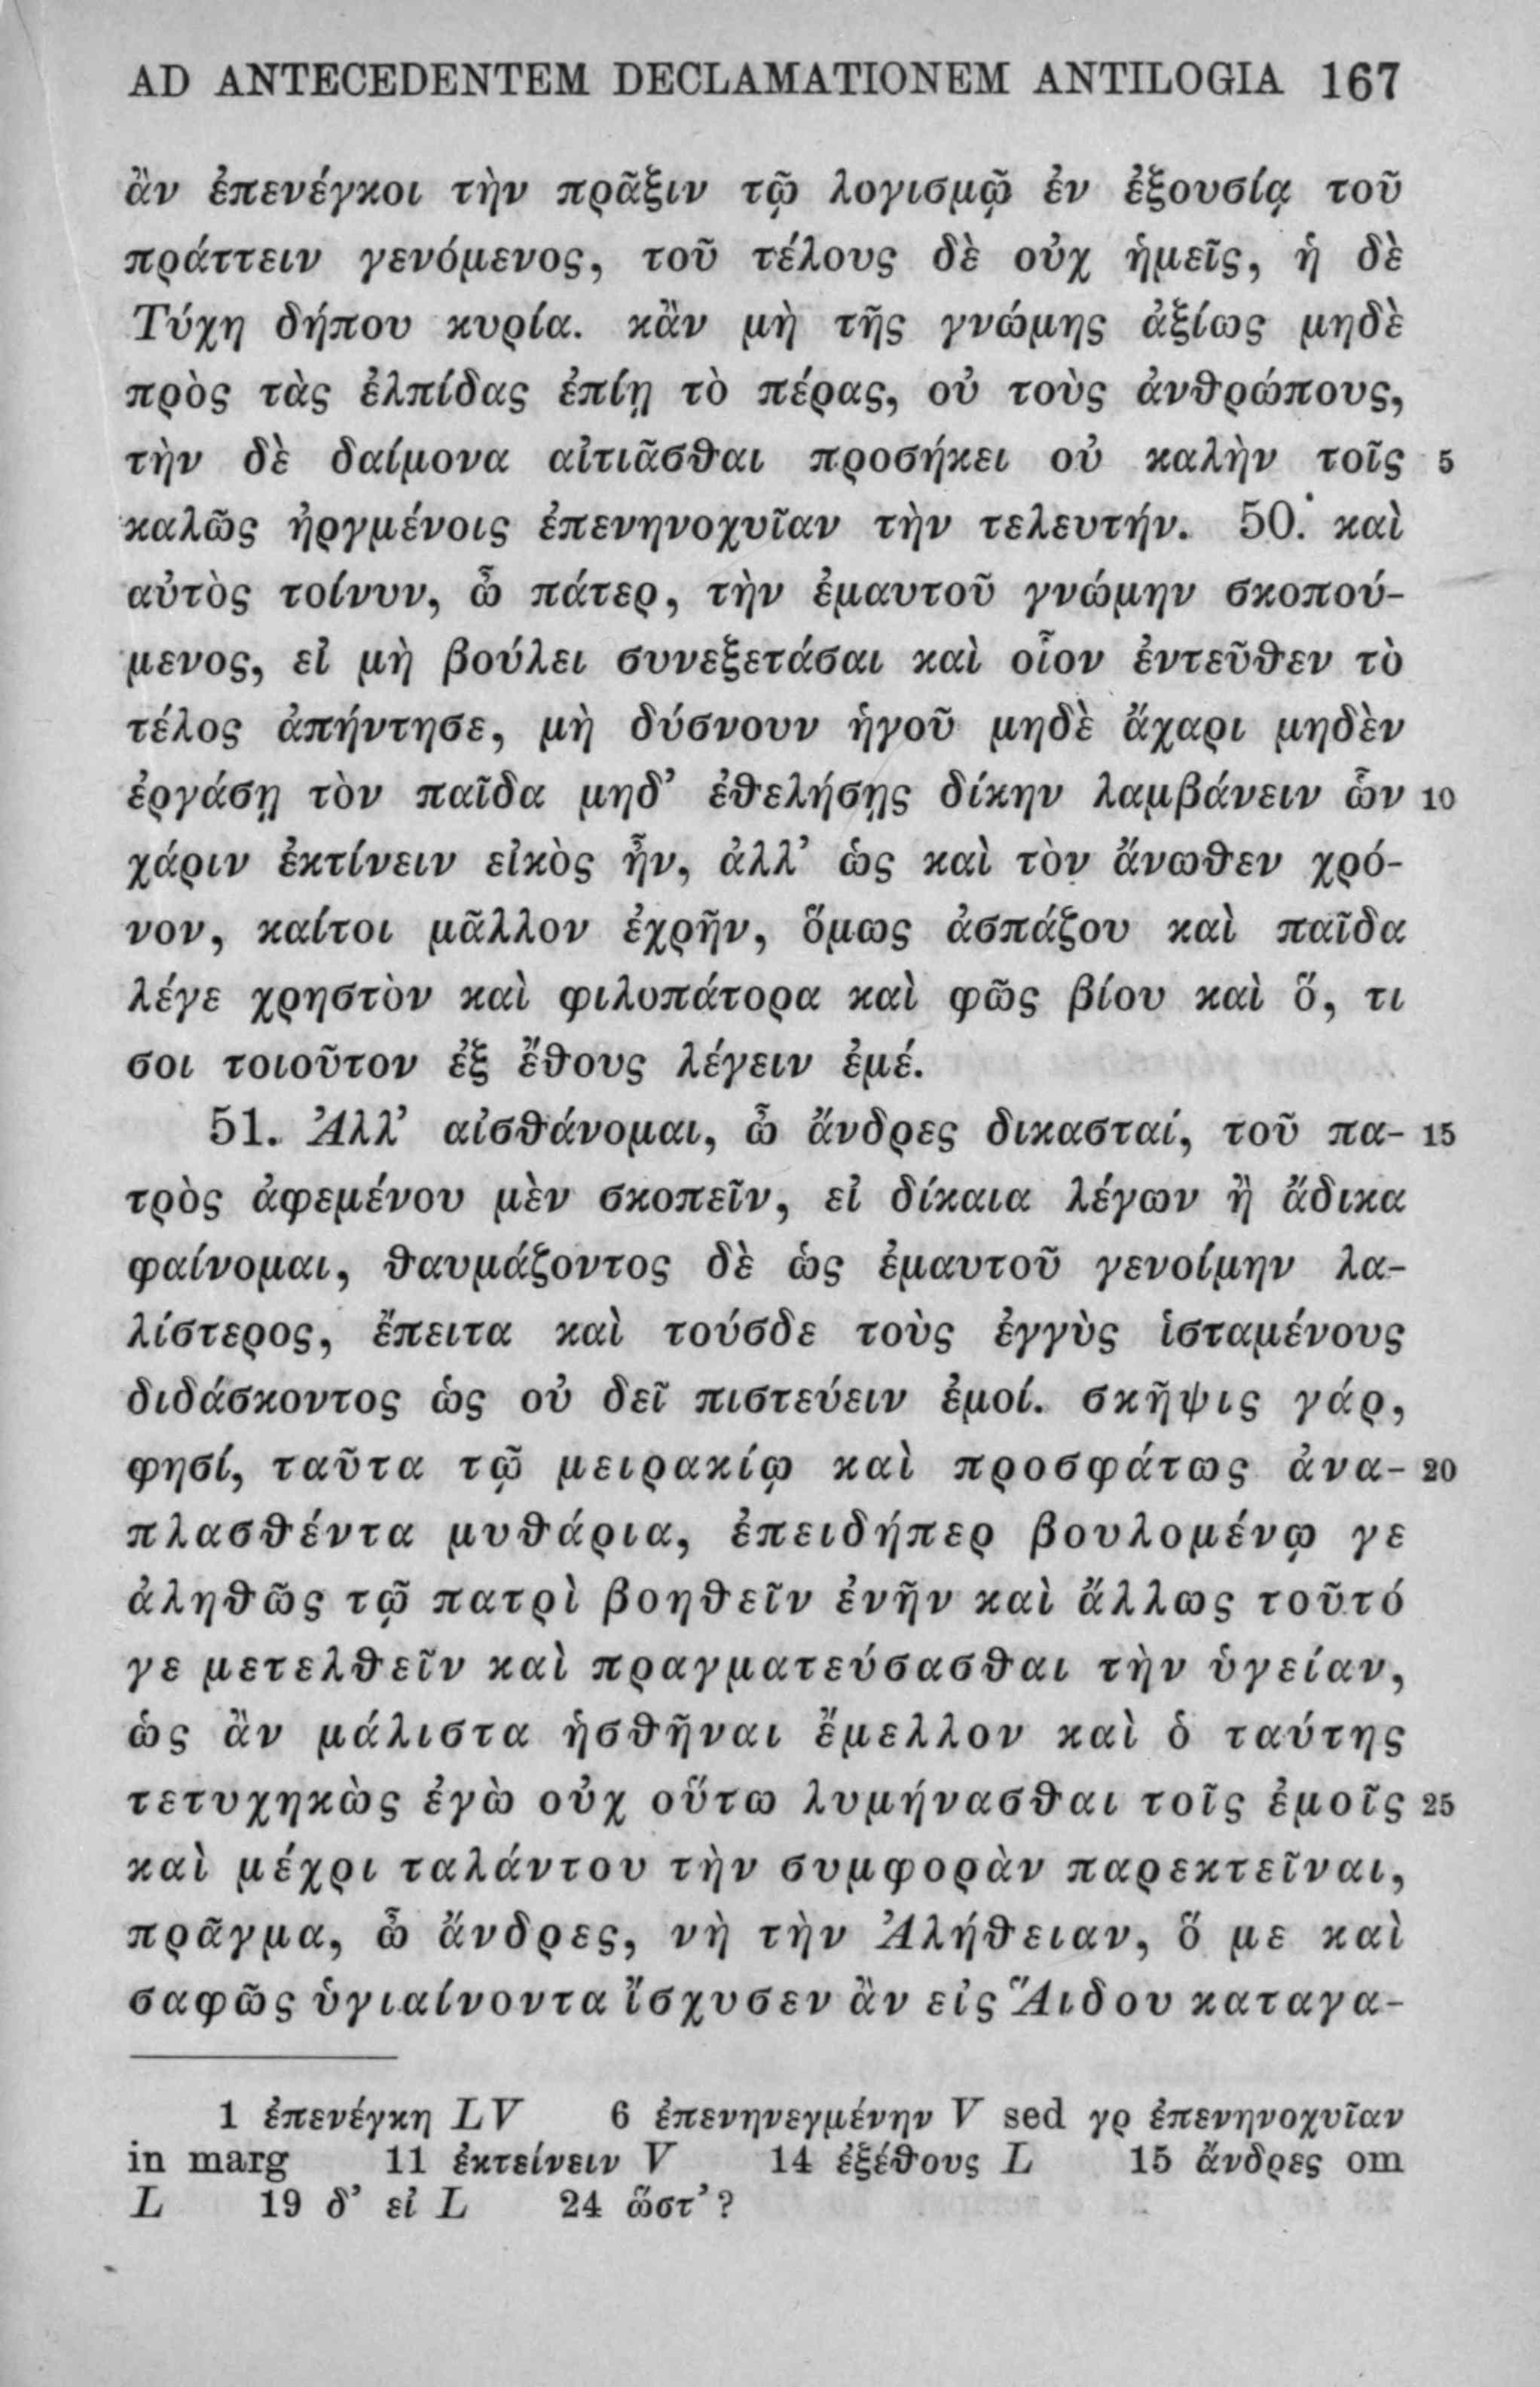 AD ANTECEDENTEM DECLAMATIONEM ANTILOGIA 167
ἂν ἐπενέγκοι τὴν πρᾶξιν τῷ λογισμῷ ἐν ἐξουσίᾳ τοῦ
πράττειν γενόμενος, τοῦ τέλους δὲ οὐχ ἡμεῖς, ἡ δὲ
Τύχη δήπου κυρία. κἂν μὴ τῆς γνώμης ἀξίως μηδὲ
πρὸς τὰς ἐλπίδας ἐπίῃ τὸ πέρας, οὐ τοὺς ἀνθρώπους,
τὴν δὲ δαίμονα αἰτιᾶσθαι προσήκει οὐ καλὴν τοῖς 5
καλῶς ἠργμένοις ἐπενηνοχυῖαν τὴν τελευτήν. 50. καὶ
αὐτὸς τοίνυν, ὦ πάτερ, τὴν ἐμαυτοῦ γνώμην σκοπού-
μενος, εἰ μὴ βούλει συνεξετάσαι καὶ οἷον ἐντεῦθεν τὸ
τέλος ἀπήντησε, μὴ δύσνουν ἡγοῦ μηδὲ ἄχαρι μηδὲν
ἐργάσῃ τὸν παῖδα μηδ’ ἐθελήσῃς δίκην λαμβάνειν ὧν 10
χάριν ἐκτίνειν εἰκὸς ἦν, ἀλλ’ ὡς καὶ τὸν ἄνωθεν χρό-
νον, καίτοι μᾶλλον ἐχρῆν, ὅμως ἀσπάζου καὶ παῖδα
λέγε χρηστὸν καὶ φιλοπάτορα καὶ φῶς βίου καὶ ὅ, τι
σοι τοιοῦτον ἐξ ἔθους λέγειν ἐμέ.
51. Ἀλλ’ αἰσθάνομαι, ὦ ἄνδρες δικασταί, τοῦ πα- 15
τρὸς ἀφεμένου μὲν σκοπεῖν, εἰ δίκαια λέγων ἢ ἄδικα
φαίνομαι, θαυμάζοντος δὲ ὡς ἐμαυτοῦ γενοίμην λα-
λίστερος, ἔπειτα καὶ τούσδε τοὺς ἐγγὺς ἱσταμένους
διδάσκοντος ὡς οὐ δεῖ πιστεύειν ἐμοί. σκῆψις γάρ,
φησί, ταῦτα τῷ μειρακίῳ καὶ προσφάτως ἀνα- 20
πλασθέντα μυθάρια, ἐπειδήπερ βουλομένῳ γε
ἀληθῶς τῷ πατρὶ βοηθεῖν ἐνῆν καὶ ἄλλως τοῦτό
γε μετελθεῖν καὶ πραγματεύσασθαι τὴν ὑγείαν,
ὡς ἂν μάλιστα ἡσθῆναι ἔμελλον καὶ ὁ ταύτης
τετυχηκὼς ἐγὼ οὐχ οὕτω λυμήνασθαι τοῖς ἐμοῖς 25
καὶ μέχρι ταλάντου τὴν συμφορὰν παρεκτεῖναι,
πρᾶγμα, ὦ ἄνδρες, νὴ τὴν Ἀλήθειαν, ὅ με καὶ
σαφῶς ὑγιαίνοντα ἴσχυσεν ἂν εἰς Ἅιδου καταγα-
1 ἐπενέγκη LV 6 ἐπενηνεγμένην V sed γρ ἐπενηνοχυῖαν
in marg 11 ἐκτείνειν V 14 ἐξέθους L 15 ἄνδρες om
L 19 δ’ εἰ L 24 ὥστ’?